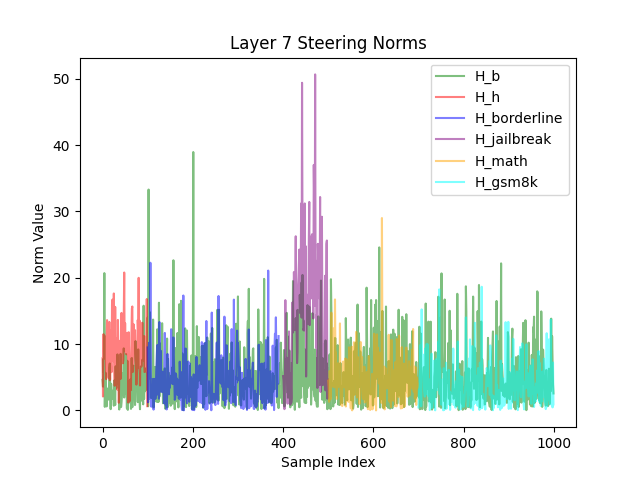 Layer 7 Steering Norms
H_b
H_h
H_borderline
H_jailbreak
H_math
H_gsm8k
50
40
30
20
10
0
Norm Value
0 200 400 600 800 1000
Sample Index